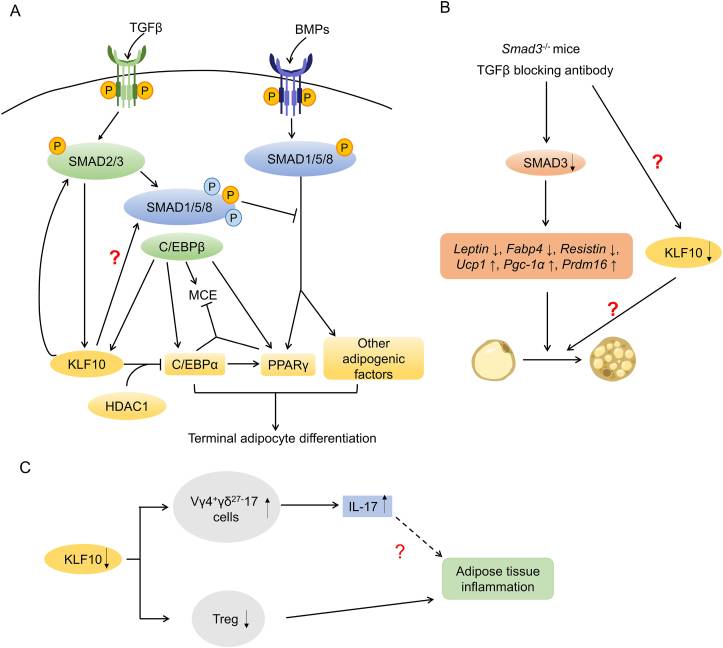 A
TGFβ
BMPs
P
P
P
P
P
SMAD2/3
SMAD1/5/8
P
P
P
P
SMAD1/5/8
?
C/EBPβ
MCE
KLF10
C/EBPα
PPARγ
Other
adipogenic
factors
HDAC1
Terminal adipocyte differentiation
B
Smad3-/- mice
TGFβ blocking antibody
SMAD3↓
?
Leptin ↓, Fabp4 ↓, Resistin ↓,
Ucp1 ↑, Pgc-1α ↑, Prdm16 ↑
KLF10↓
?
C
Vγ4+γδ27-17 ↑
cells
IL-17↑
KLF10↓
?
Adipose tissue
inflammation
Treg ↓